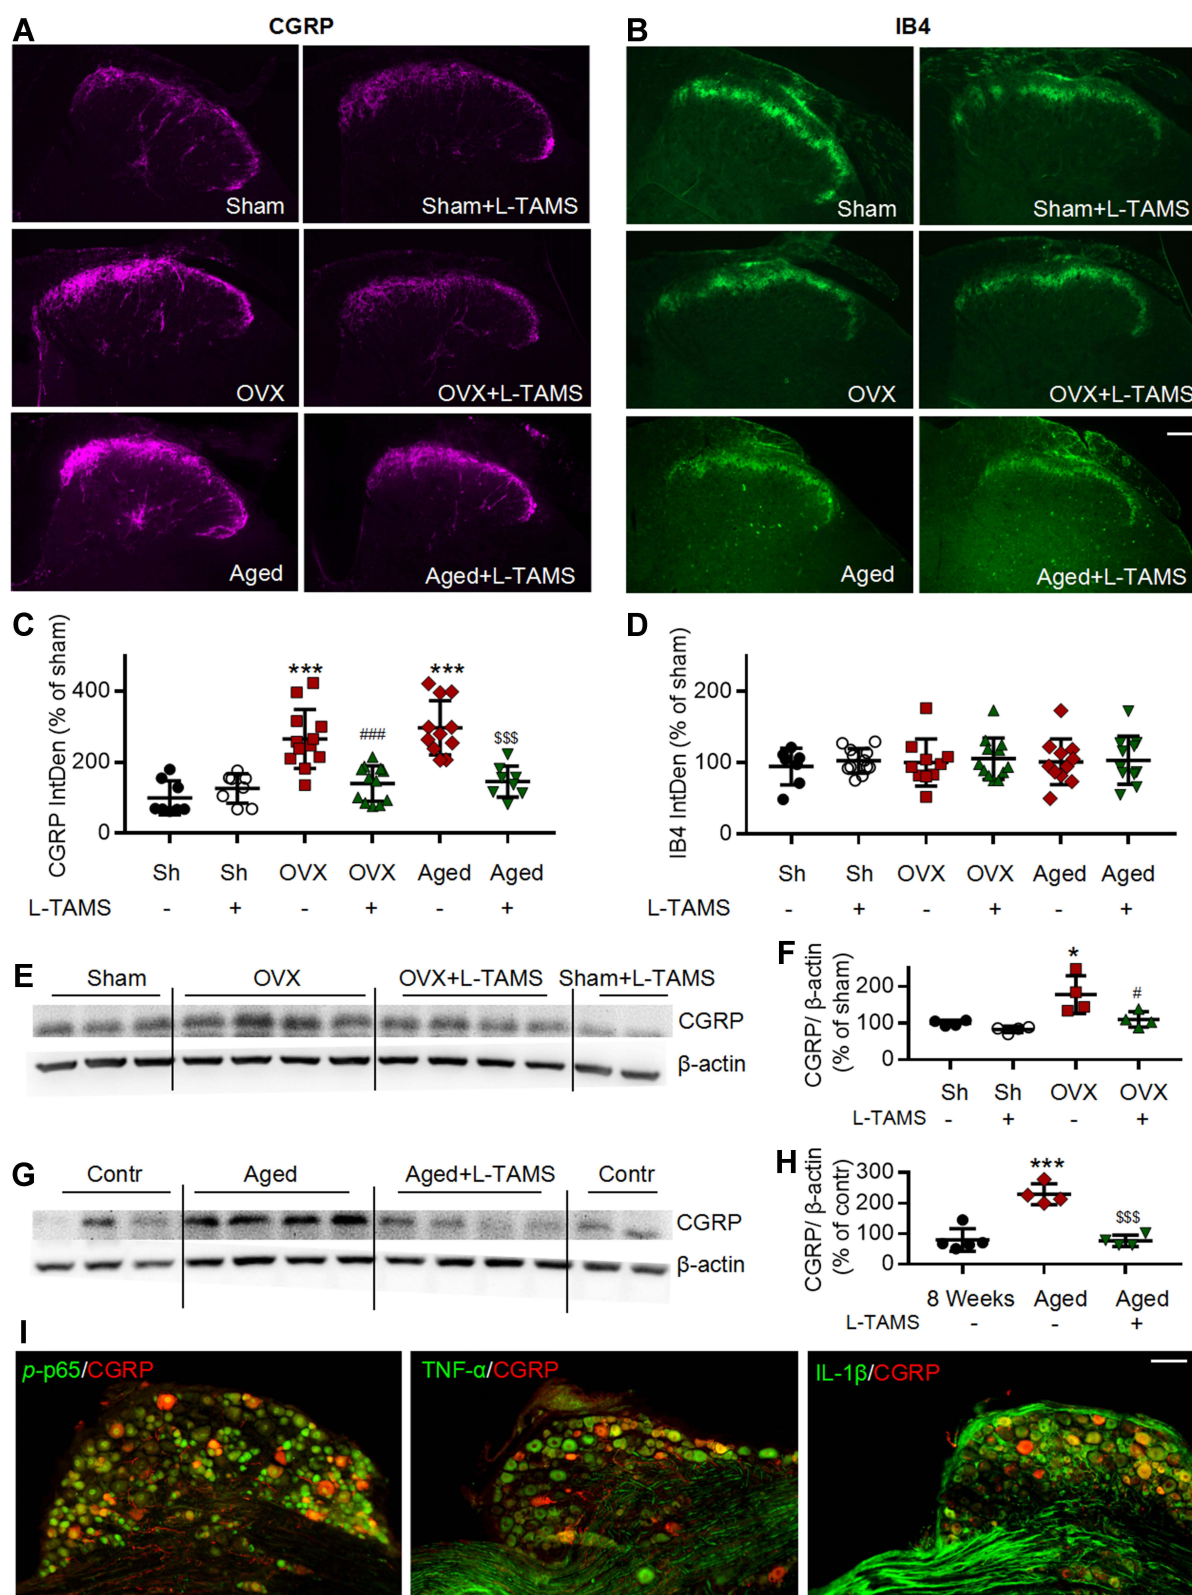 A CGRP
B IB4
Sham
Sham+L-TAMS
OVX
OVX+L-TAMS
Aged
Aged+L-TAMS
Sham
Sham+L-TAMS
OVX
OVX+L-TAMS
Aged
Aged+L-TAMS
C
CGRP IntDen (% of sham)
400
200
0
***
###
***
$$$
Sh Sh OVX OVX Aged Aged
L-TAMS - + - + - +
D
IB4 IntDen (% of sham)
200
100
0
Sh Sh OVX OVX Aged Aged
L-TAMS - + - + - +
E
Sham OVX OVX+L-TAMS Sham+L-TAMS
CGRP
β-actin
F
CGRP/ β-actin
(% of sham)
200
100
0
*
#
Sh Sh OVX OVX
L-TAMS - + - +
G
Contr Aged Aged+L-TAMS Contr
CGRP
β-actin
H
CGRP/ β-actin
(% of contr)
300
200
100
0
***
$$$
8 Weeks Aged Aged
L-TAMS - - +
I
p-p65/CGRP
TNF-α/CGRP
IL-1β/CGRP